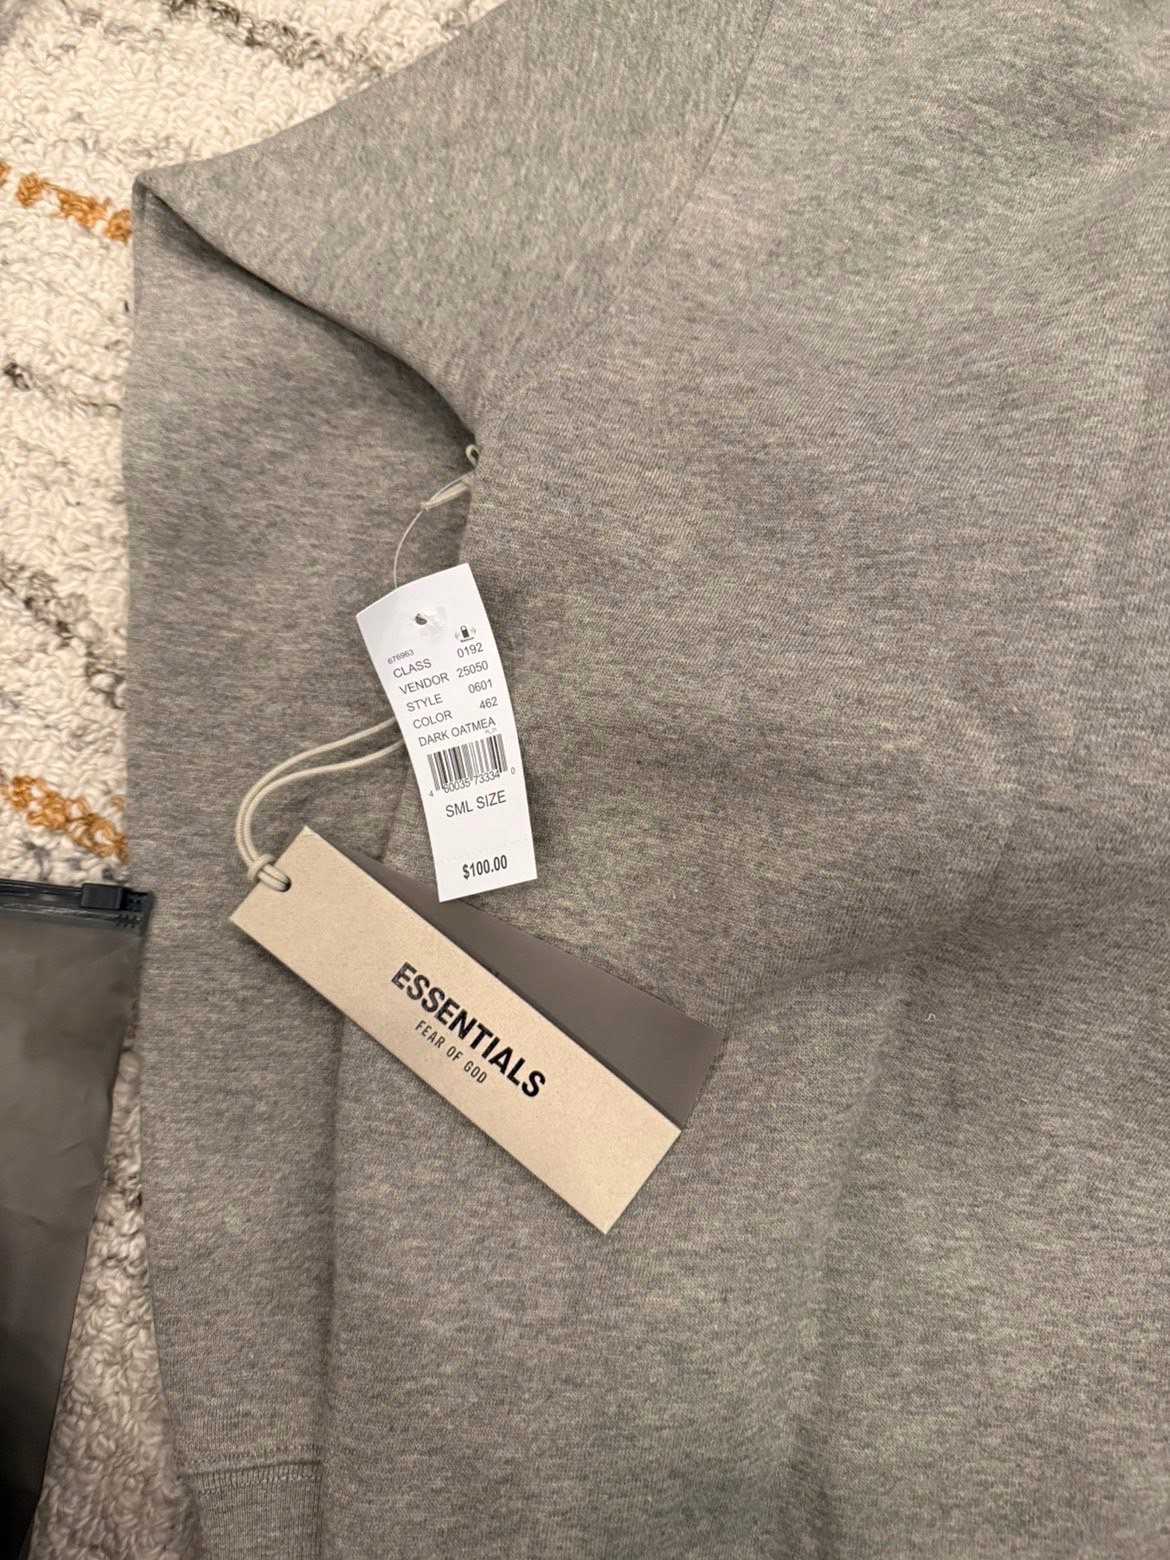 676963
CLASS 0192
VENDOR 25050
STYLE 0601
COLOR 462
DARK OATMEA
4 50035 73334 0
SML SIZE
$100.00
ESSENTIALS
FEAR OF GOD